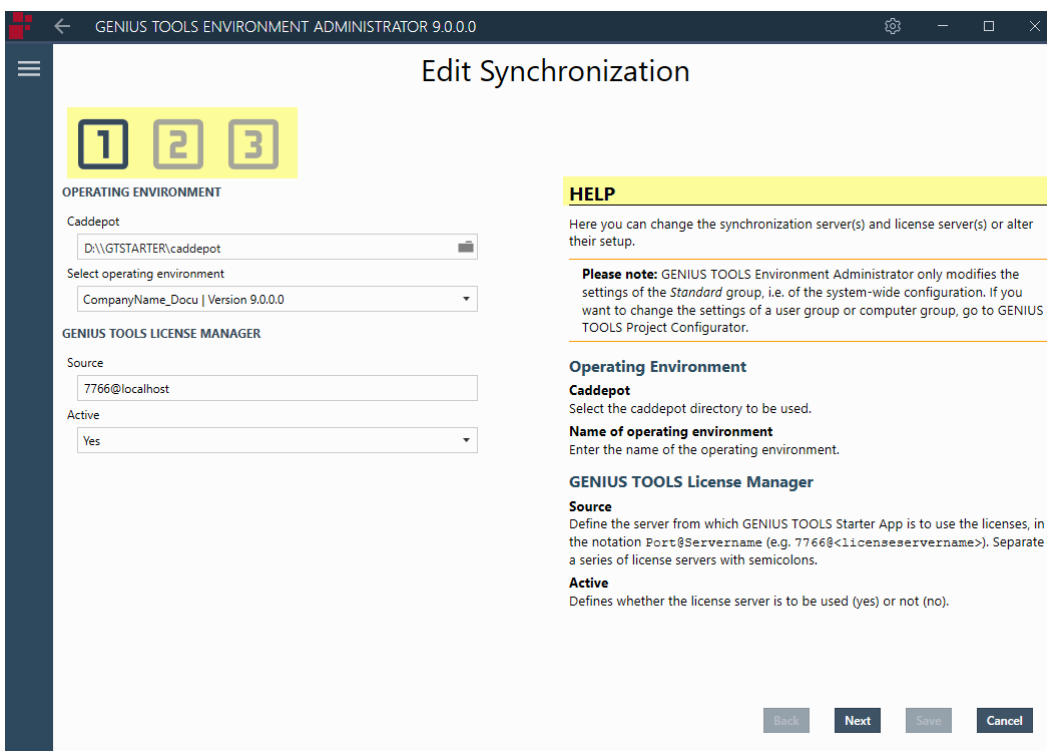 GENIUS TOOLS ENVIRONMENT ADMINISTRATOR 9.0.0.0
Edit Synchronization
1 2 3
OPERATING ENVIRONMENT
Caddepot
D:\\GTSTARTER\caddepot
Select operating environment
CompanyName_Docu | Version 9.0.0.0
GENIUS TOOLS LICENSE MANAGER
Source
7766@localhost
Active
Yes
HELP
Here you can change the synchronization server(s) and license server(s) or alter
their setup.
Please note: GENIUS TOOLS Environment Administrator only modifies the
settings of the Standard group, i.e. of the system-wide configuration. If you
want to change the settings of a user group or computer group, go to GENIUS
TOOLS Project Configurator.
Operating Environment
Caddepot
Select the caddepot directory to be used.
Name of operating environment
Enter the name of the operating environment.
GENIUS TOOLS License Manager
Source
Define the server from which GENIUS TOOLS Starter App is to use the licenses, in
the notation Port@Servername (e.g. 7766@<licenseservername>). Separate
a series of license servers with semicolons.
Active
Defines whether the license server is to be used (yes) or not (no).
Back Next Save Cancel